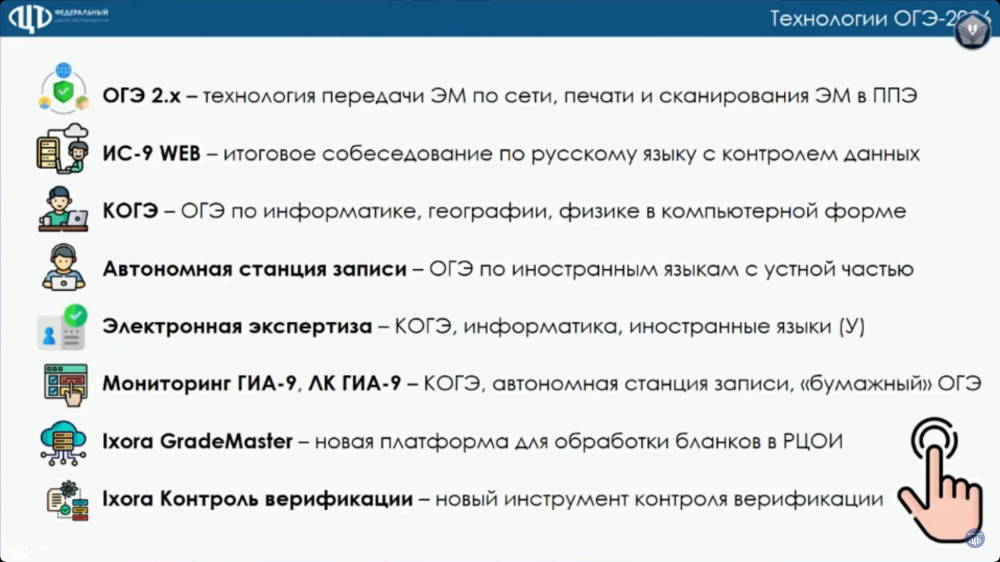 ФЕДЕРАЛЬНЫЙ
центр тестирования
Технологии ОГЭ-2026
ОГЭ 2.x – технология передачи ЭМ по сети, печати и сканирования ЭМ в ППЭ
ИС-9 WEB – итоговое собеседование по русскому языку с контролем данных
КОГЭ – ОГЭ по информатике, географии, физике в компьютерной форме
Автономная станция записи – ОГЭ по иностранным языкам с устной частью
Электронная экспертиза – КОГЭ, информатика, иностранные языки (У)
Мониторинг ГИА-9, ЛК ГИА-9 – КОГЭ, автономная станция записи, «бумажный» ОГЭ
Ixora GradeMaster – новая платформа для обработки бланков в РЦОИ
Ixora Контроль верификации – новый инструмент контроля верификации